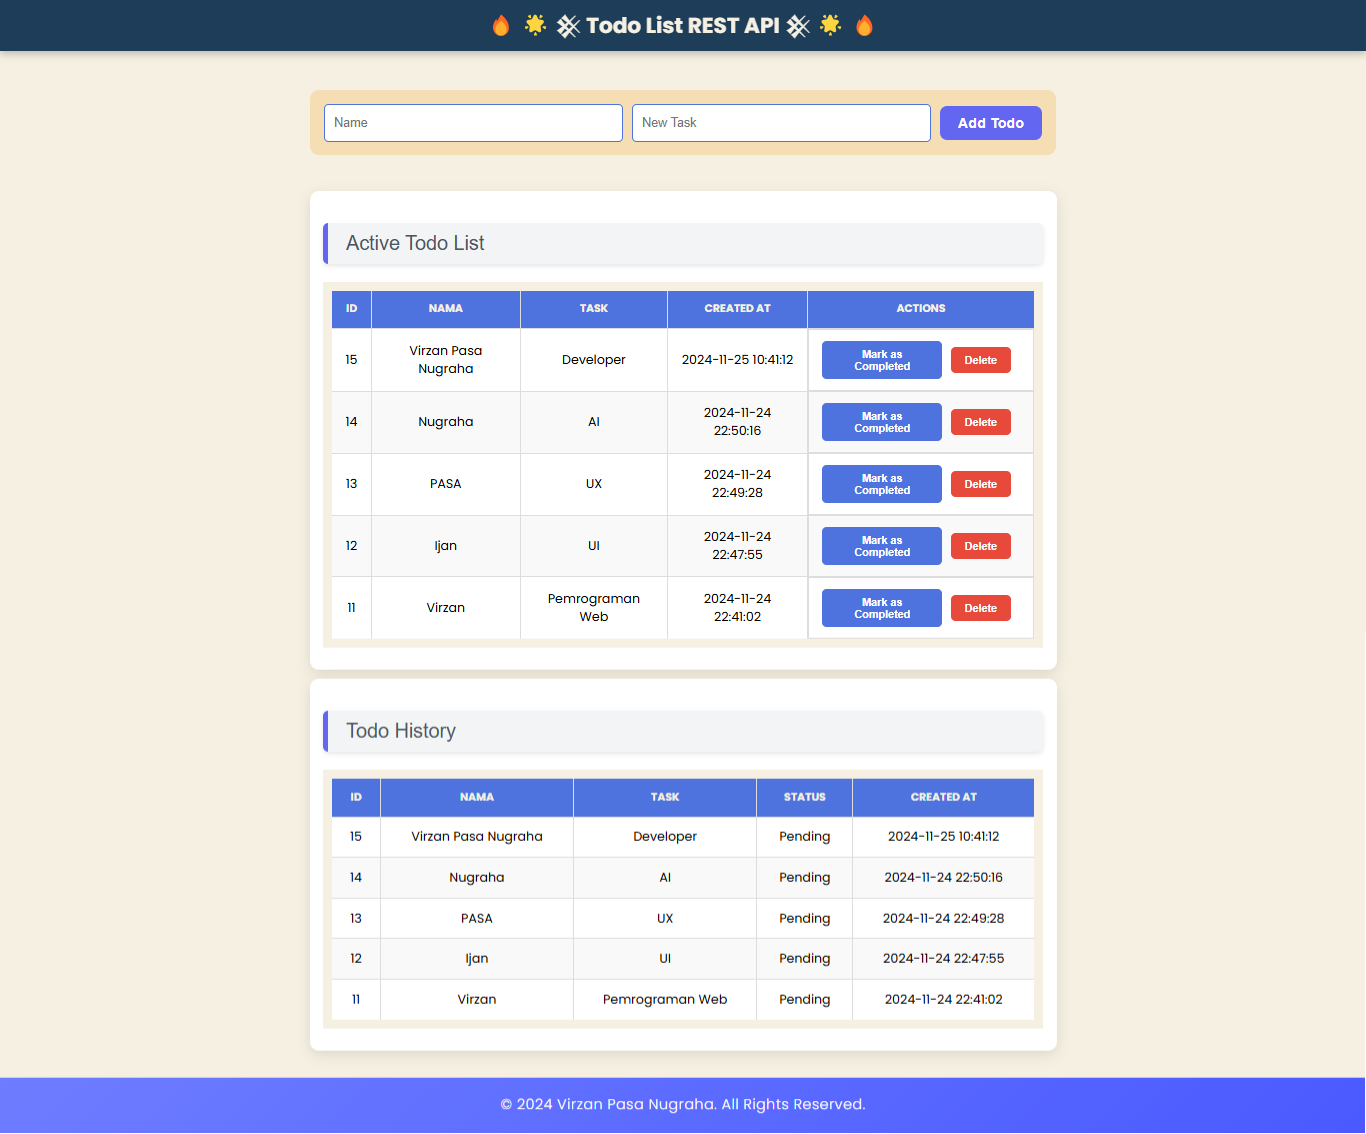 🔥 🌟 🛠 Todo List REST API 🛠 🌟 🔥
Name New Task Add Todo
Active Todo List
ID NAMA TASK CREATED AT ACTIONS
15 Virzan Pasa Nugraha Developer 2024-11-25 10:41:12 Mark as Completed Delete
14 Nugraha AI 2024-11-24 22:50:16 Mark as Completed Delete
13 PASA UX 2024-11-24 22:49:28 Mark as Completed Delete
12 Ijan UI 2024-11-24 22:47:55 Mark as Completed Delete
11 Virzan Pemrograman Web 2024-11-24 22:41:02 Mark as Completed Delete
Todo History
ID NAMA TASK STATUS CREATED AT
15 Virzan Pasa Nugraha Developer Pending 2024-11-25 10:41:12
14 Nugraha AI Pending 2024-11-24 22:50:16
13 PASA UX Pending 2024-11-24 22:49:28
12 Ijan UI Pending 2024-11-24 22:47:55
11 Virzan Pemrograman Web Pending 2024-11-24 22:41:02
© 2024 Virzan Pasa Nugraha. All Rights Reserved.